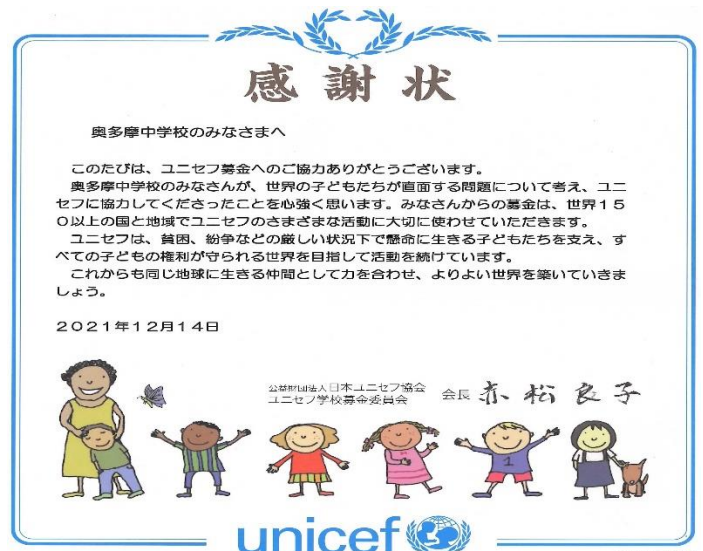 感謝状
奥多摩中学校のみなさまへ
このたびは、ユニセフ募金へのご協力ありがとうございます。
奥多摩中学校のみなさんが、世界の子どもたちが直面する問題について考え、ユニ
セフに協力してくださったことを心強く思います。みなさんからの募金は、世界１５
０以上の国と地域でユニセフのさまざまな活動に大切に使わせていただきます。
ユニセフは、貧困、紛争などの厳しい状況下で懸命に生きる子どもたちを支え、す
べての子どもの権利が守られる世界を目指して活動を続けています。
これからも同じ地球に生きる仲間として力を合わせ、よりよい世界を築いていきま
しょう。
２０２１年１２月１４日
公益財団法人日本ユニセフ協会
ユニセフ学校募金委員会
会長 赤松良子
1
unicef